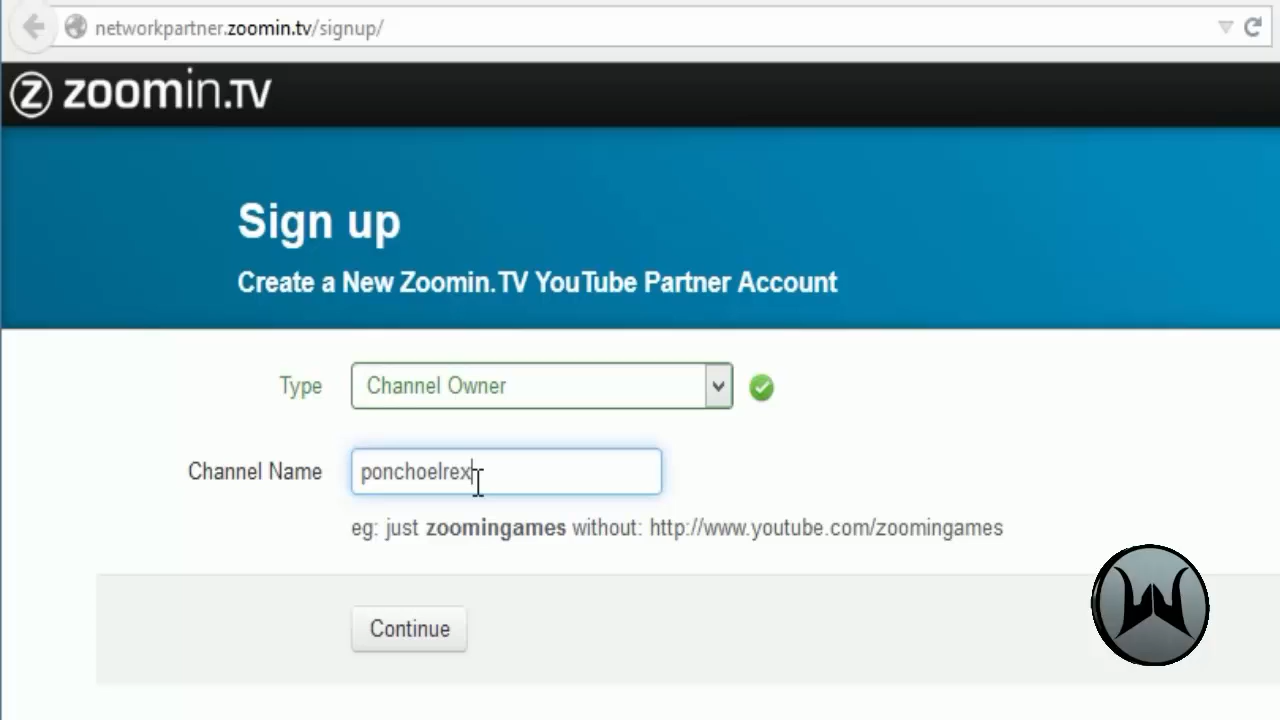 networkpartner.zoomin.tv/signup/
zoomin.TV
Sign up
Create a New Zoomin.TV YouTube Partner Account
Type Channel Owner
Channel Name ponchoelrex
eg: just zoomingames without: http://www.youtube.com/zoomingames
Continue